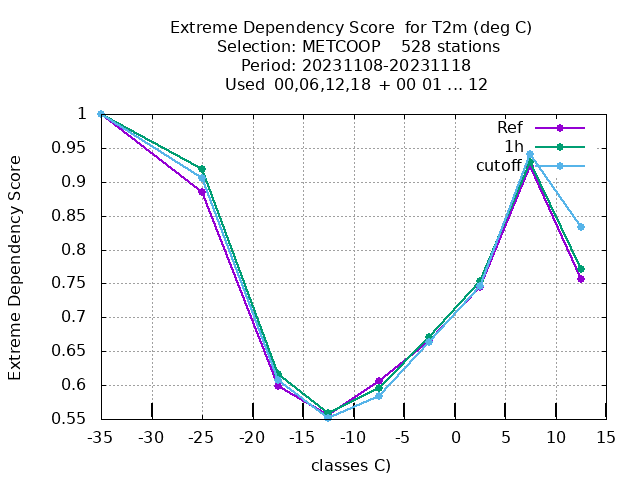 Extreme Dependency Score  for T2m (deg C)
Selection: METCOOP    528 stations
Period: 20231108-20231118
Used  00,06,12,18  + 00 01 ... 12
Ref
1h
cutoff
1
0.95
0.9
0.85
0.8
0.75
0.7
0.65
0.6
0.55
Extreme Dependency Score
-35 -30 -25 -20 -15 -10 -5 0 5 10 15
classes C)